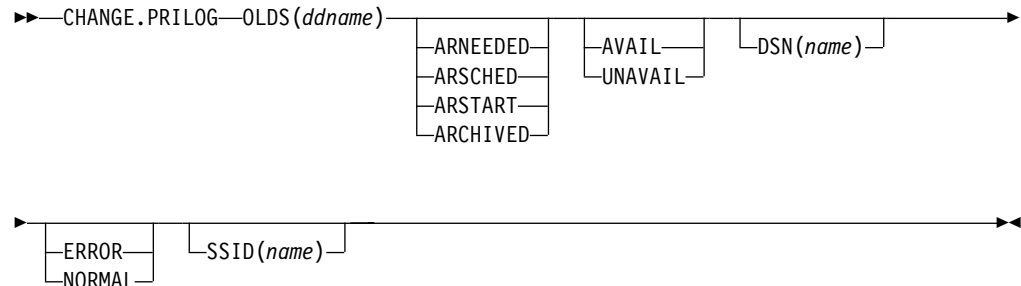 CHANGE.PRILOG OLDS(ddname)
ARNEEDED
ARSCHED
ARSTART
ARCHIVED
AVAIL
UNAVAIL
DSN(name)
ERROR
NORMAL
SSID(name)